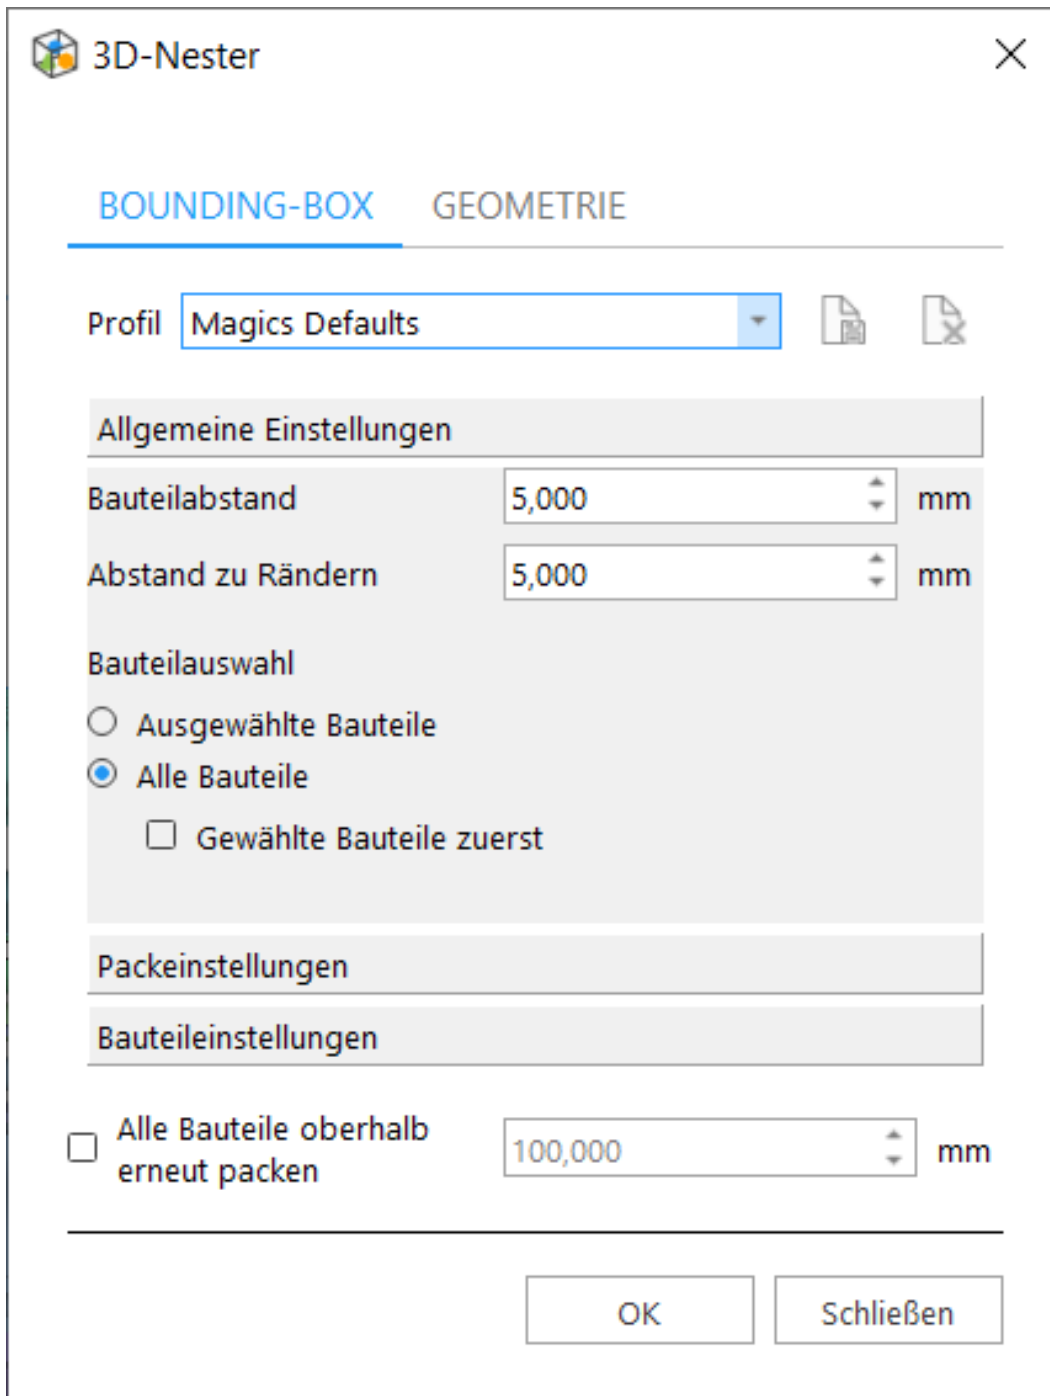 3D-Nester
BOUNDING-BOX GEOMETRIE
Profil Magics Defaults
Allgemeine Einstellungen
Bauteilabstand 5,000 mm
Abstand zu Rändern 5,000 mm
Bauteilauswahl
Ausgewählte Bauteile
Alle Bauteile
Gewählte Bauteile zuerst
Packeinstellungen
Bauteileinstellungen
Alle Bauteile oberhalb
erneut packen 100,000 mm
OK Schließen